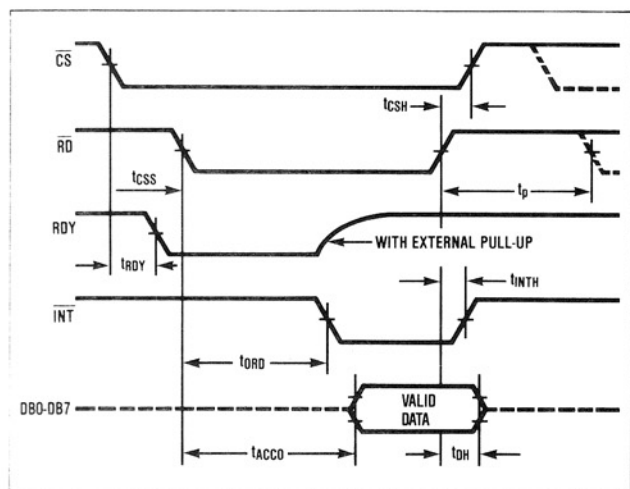 CS
tCSH
RD
tCSS
tp
RDY
WITH EXTERNAL PULL-UP
tRDY
tINTH
INT
tORD
DB0-DB7
VALID
DATA
tACCO
tDH